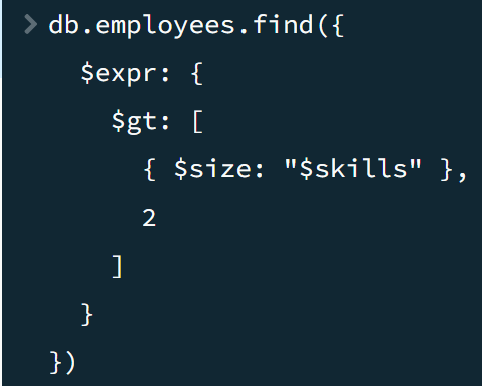 > db.employees.find({
$expr: {
$gt: [
{ $size: "$skills" },
2
]
}
})